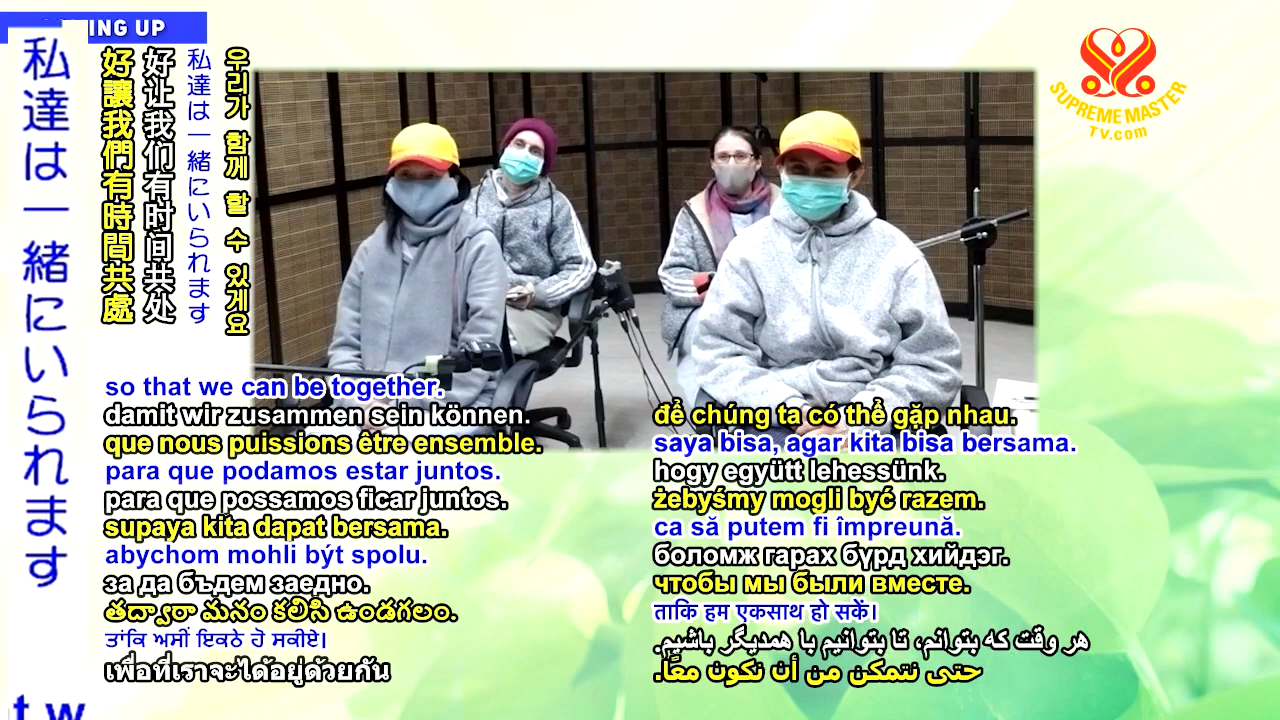 COMING UP
私達は一緒にいられます
好讓我們有時間共處
好让我们有时间共处
私達は一緒にいられます
우리가 함께 할 수 있게요
SUPREME MASTER
TV.com
so that we can be together.
damit wir zusammen sein können.
que nous puissions être ensemble.
para que podamos estar juntos.
para que possamos ficar juntos.
supaya kita dapat bersama.
abychom mohli být spolu.
за да бъдем заедно.
తద్వారా మనం కలిసి ఉండగలం.
ਤਾਂਕਿ ਅਸੀਂ ਇਕਠੇ ਹੋ ਸਕੀਏ।
เพื่อที่เราจะได้อยู่ด้วยกัน
để chúng ta có thể gặp nhau.
saya bisa, agar kita bisa bersama.
hogy együtt lehessünk.
żebyśmy mogli być razem.
ca să putem fi împreună.
боломж гарах бүрд хийдэг.
чтобы мы были вместе.
ताकि हम एकसाथ हो सकें।
هر وقت که بتوانم، تا بتوانیم با همدیگر باشیم.
حتى نتمكن من أن نكون معًا.